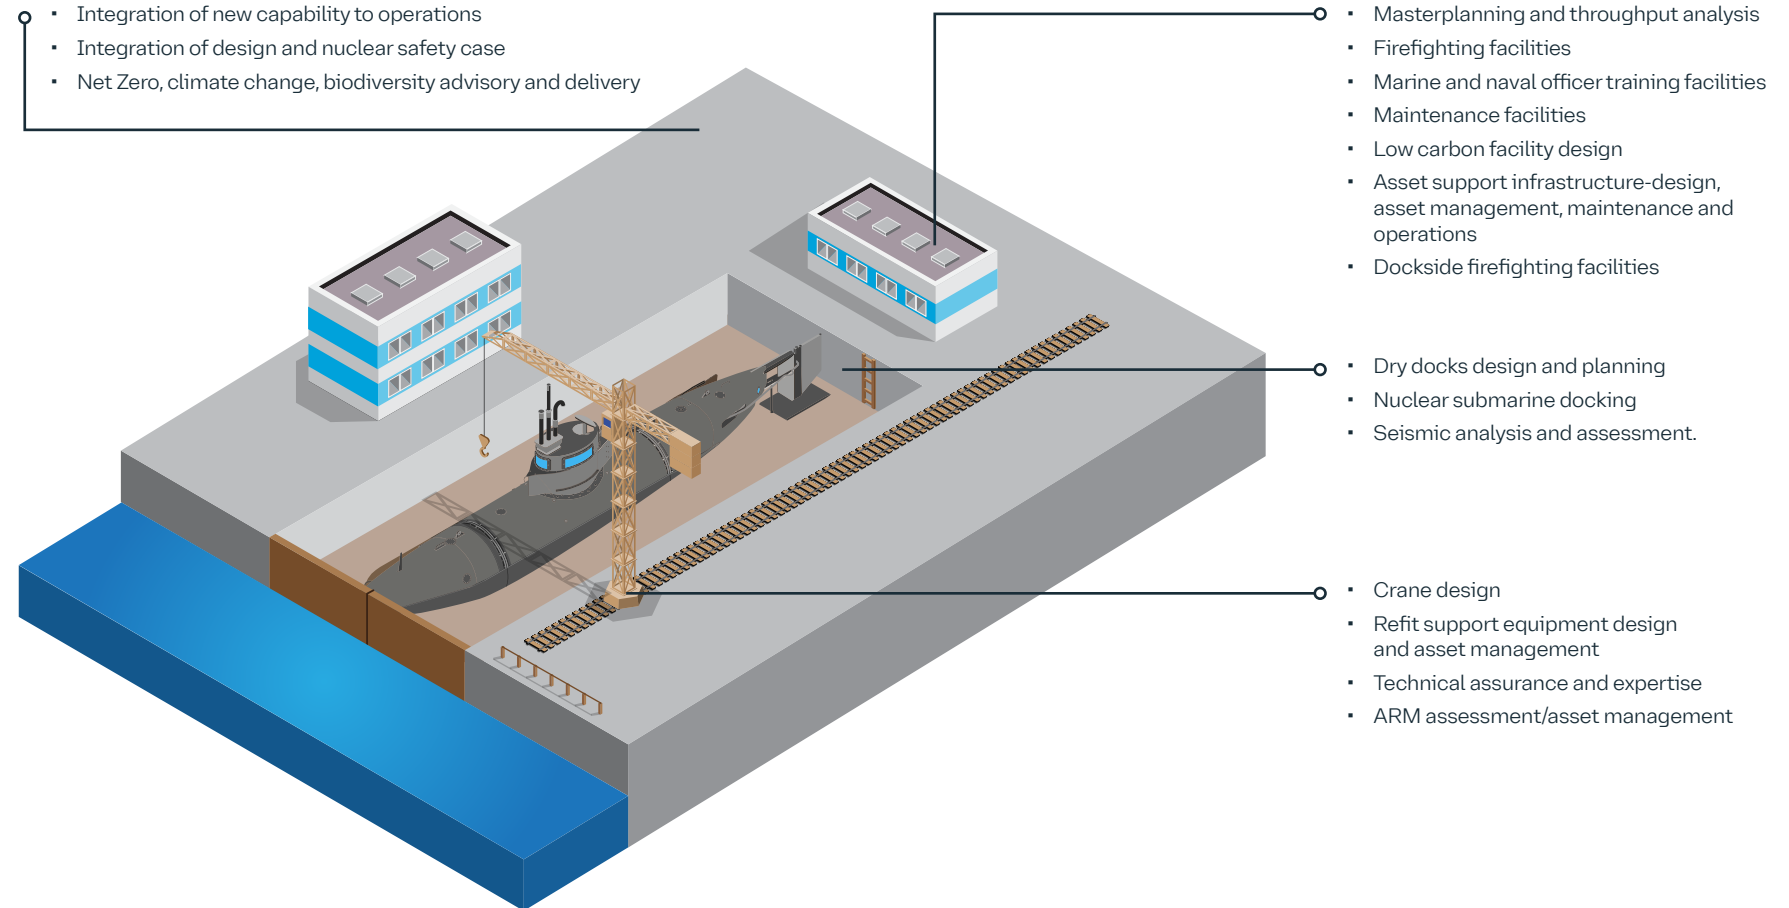 Integration of new capability to operations
Integration of design and nuclear safety case
Net Zero, climate change, biodiversity advisory and delivery
Masterplanning and throughput analysis
Firefighting facilities
Marine and naval officer training facilities
Maintenance facilities
Low carbon facility design
Asset support infrastructure-design,
asset management, maintenance and
operations
Dockside firefighting facilities
Dry docks design and planning
Nuclear submarine docking
Seismic analysis and assessment.
Crane design
Refit support equipment design
and asset management
Technical assurance and expertise
ARM assessment/asset management